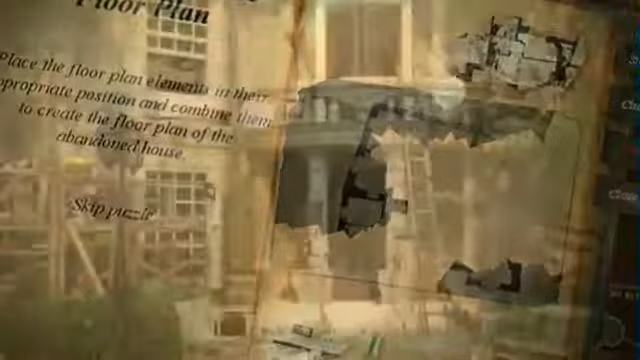 Floor Plan
Place the floor plan elements in their
appropriate position and combine them
to create the floor plan of the
abandoned house.
Skip puzzle